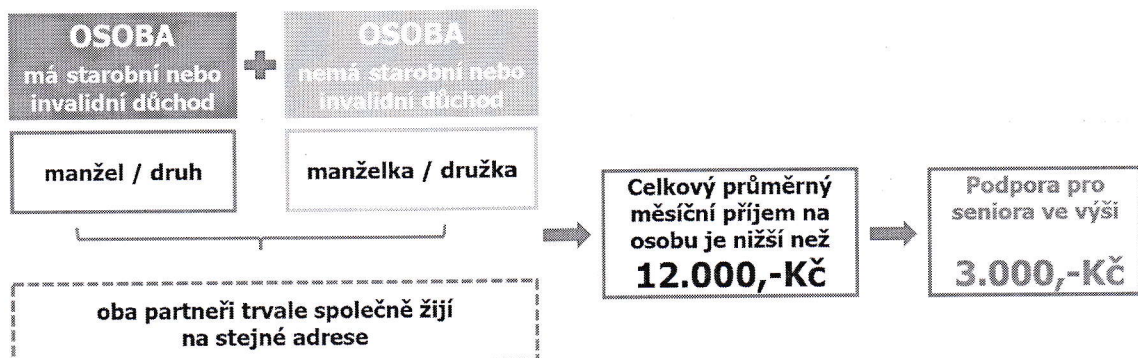 OSOBA
má starobní nebo
invalidní důchod
OSOBA
nemá starobní nebo
invalidní důchod
manžel / druh
manželka / družka
oba partneři trvale společně žijí
na stejné adrese
Celkový průměrný
měsíční příjem na
osobu je nižší než
12.000,-Kč
Podpora pro
seniora ve výši
3.000,-Kč